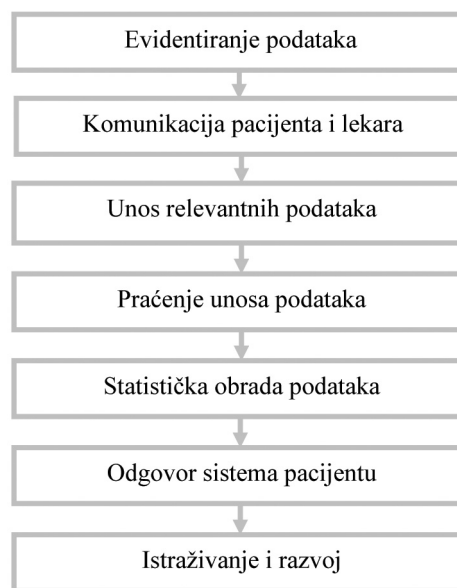 Evidentiranje podataka
Komunikacija pacijenta i lekara
Unos relevantnih podataka
Praćenje unosa podataka
Statistička obrada podataka
Odgovor sistema pacijentu
Istraživanje i razvoj